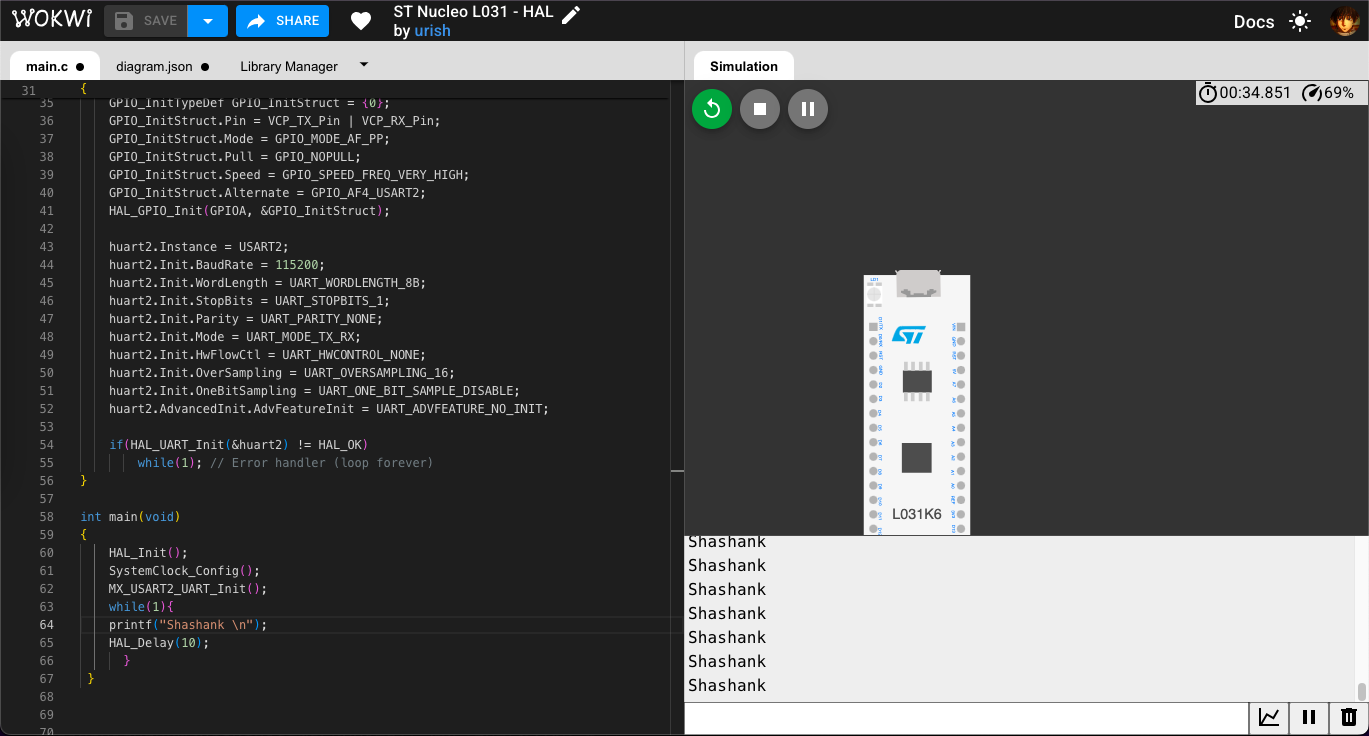 WOKWI
SAVE
SHARE
ST Nucleo L031 - HAL
by urish
Docs
main.c
diagram.json
Library Manager
Simulation
31 {
35 GPIO_InitTypeDef GPIO_InitStruct = {0};
36 GPIO_InitStruct.Pin = VCP_TX_Pin | VCP_RX_Pin;
37 GPIO_InitStruct.Mode = GPIO_MODE_AF_PP;
38 GPIO_InitStruct.Pull = GPIO_NOPULL;
39 GPIO_InitStruct.Speed = GPIO_SPEED_FREQ_VERY_HIGH;
40 GPIO_InitStruct.Alternate = GPIO_AF4_USART2;
41 HAL_GPIO_Init(GPIOA, &GPIO_InitStruct);
42
43 huart2.Instance = USART2;
44 huart2.Init.BaudRate = 115200;
45 huart2.Init.WordLength = UART_WORDLENGTH_8B;
46 huart2.Init.StopBits = UART_STOPBITS_1;
47 huart2.Init.Parity = UART_PARITY_NONE;
48 huart2.Init.Mode = UART_MODE_TX_RX;
49 huart2.Init.HwFlowCtl = UART_HWCONTROL_NONE;
50 huart2.Init.OverSampling = UART_OVERSAMPLING_16;
51 huart2.Init.OneBitSampling = UART_ONE_BIT_SAMPLE_DISABLE;
52 huart2.AdvancedInit.AdvFeatureInit = UART_ADVFEATURE_NO_INIT;
53
54 if(HAL_UART_Init(&huart2) != HAL_OK)
55 while(1); // Error handler (loop forever)
56 }
57
58 int main(void)
59 {
60 HAL_Init();
61 SystemClock_Config();
62 MX_USART2_UART_Init();
63 while(1){
64 printf("Shashank \n");
65 HAL_Delay(10);
66 }
67 }
68
69
70
00:34.851
69%
ST
L031K6
Shashank
Shashank
Shashank
Shashank
Shashank
Shashank
Shashank